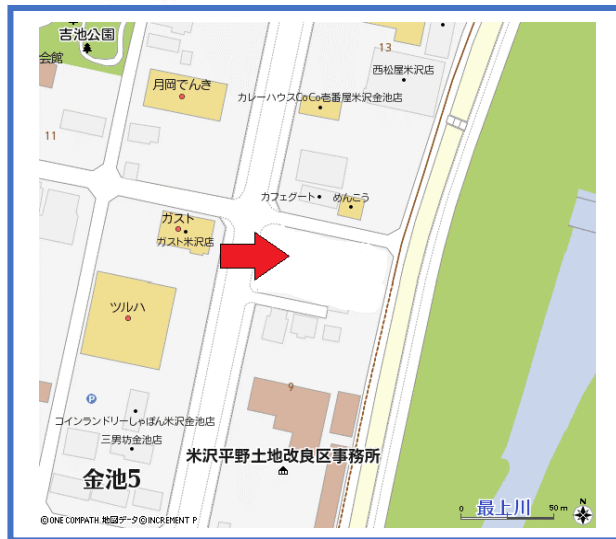 吉池公園
会館
13
西松屋米沢店
月岡でんき
カレーハウスCoCo壱番屋米沢金池店
11
カフェグート
めんこう
ガスト
ガスト米沢店
ツルハ
P
9
コインランドリーしゃぼん米沢金池店
三男坊金池店
米沢平野土地改良区事務所
金池5
最上川
0 50 m
N
©ONE COMPATH 地図データ©INCREMENT P